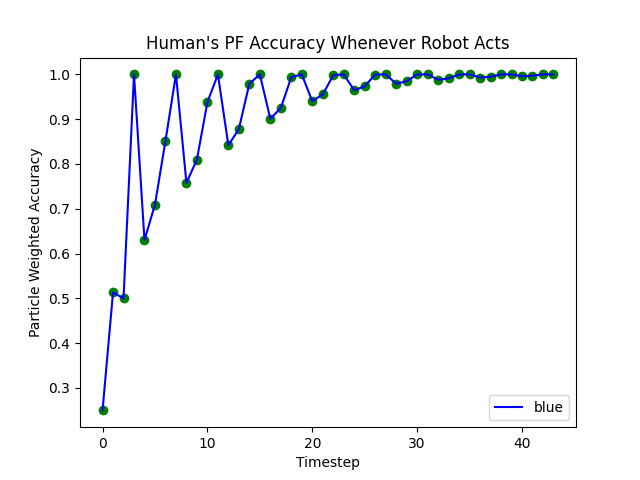 Human's PF Accuracy Whenever Robot Acts
1.0
0.9
0.8
0.7
0.6
0.5
0.4
0.3
Particle Weighted Accuracy
blue
0 10 20 30 40
Timestep